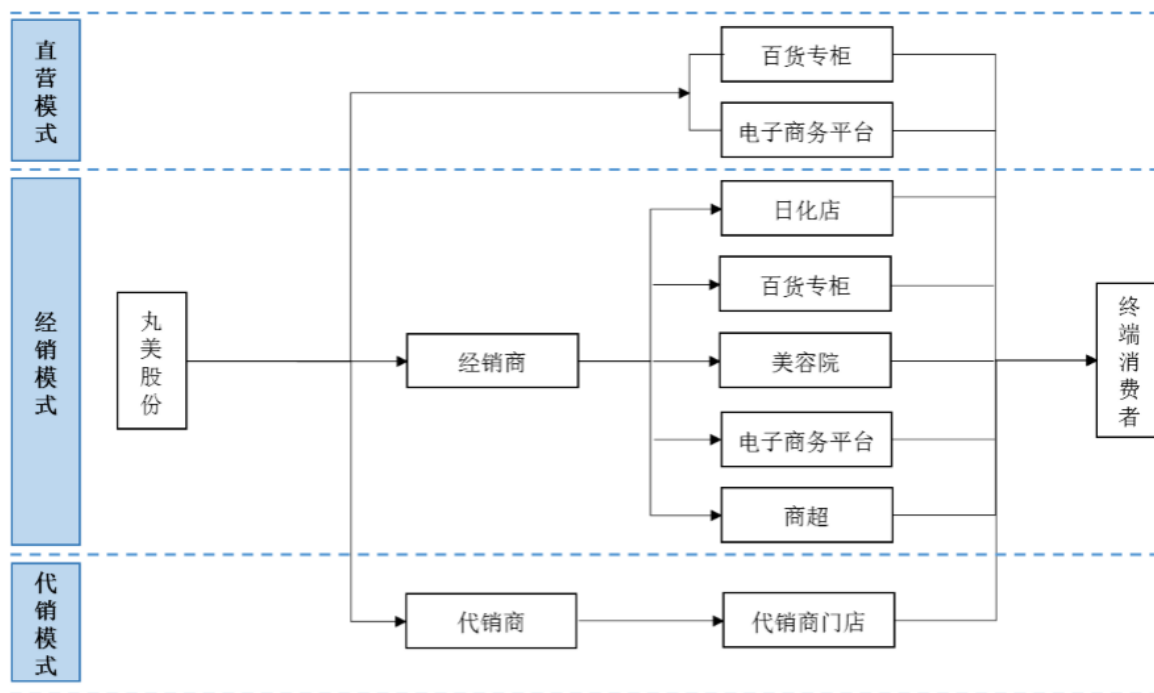 直营模式
百货专柜
电子商务平台
经销模式
丸美股份
经销商
日化店
百货专柜
美容院
电子商务平台
商超
终端消费者
代销模式
代销商
代销商门店